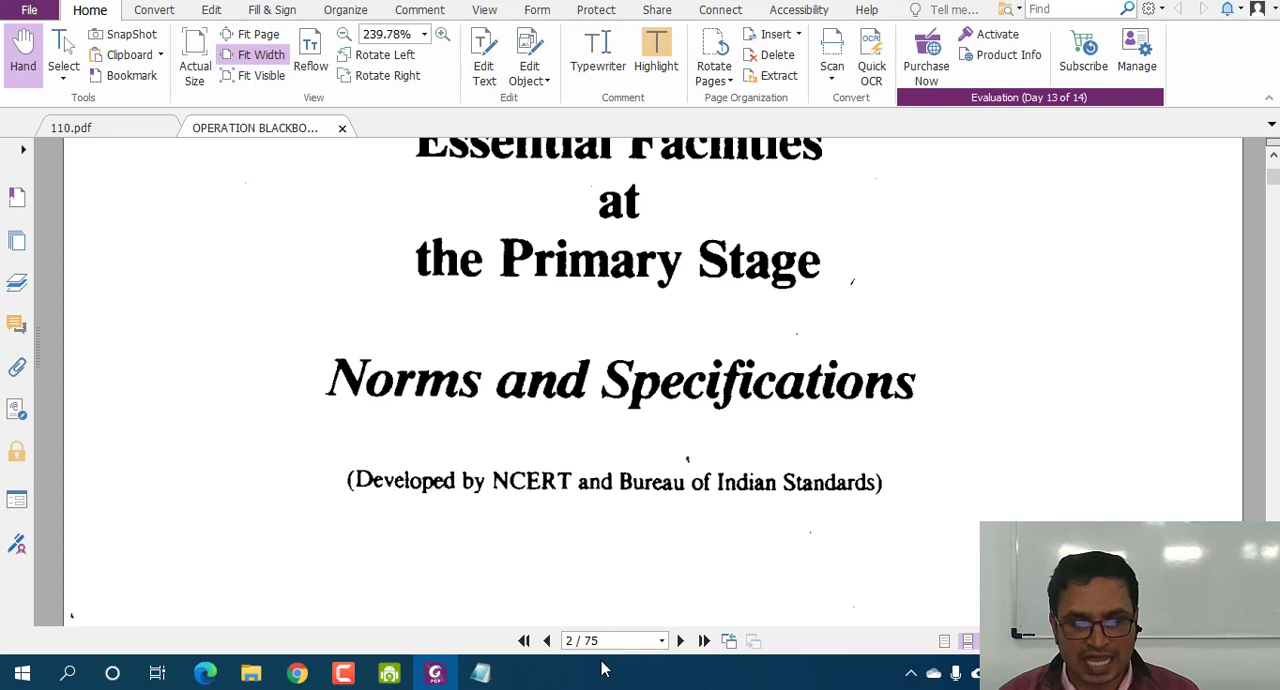 File Home Convert Edit Fill & Sign Organize Comment View Form Protect Share Connect Accessibility Help Tell me... Find
Hand
Select
SnapShot
Clipboard
Bookmark
Tools
Actual Size
Fit Page
Fit Width
Fit Visible
Reflow
239.78%
Rotate Left
Rotate Right
View
Edit Text
Edit Object
Edit
Typewriter
Highlight
Comment
Rotate Pages
Insert
Delete
Extract
Page Organization
Scan
Quick OCR
Convert
Purchase Now
Activate
Product Info
Subscribe
Manage
Evaluation (Day 13 of 14)
110.pdf
OPERATION BLACKBO...
Essential Facilities
at
the Primary Stage
Norms and Specifications
(Developed by NCERT and Bureau of Indian Standards)
2 / 75